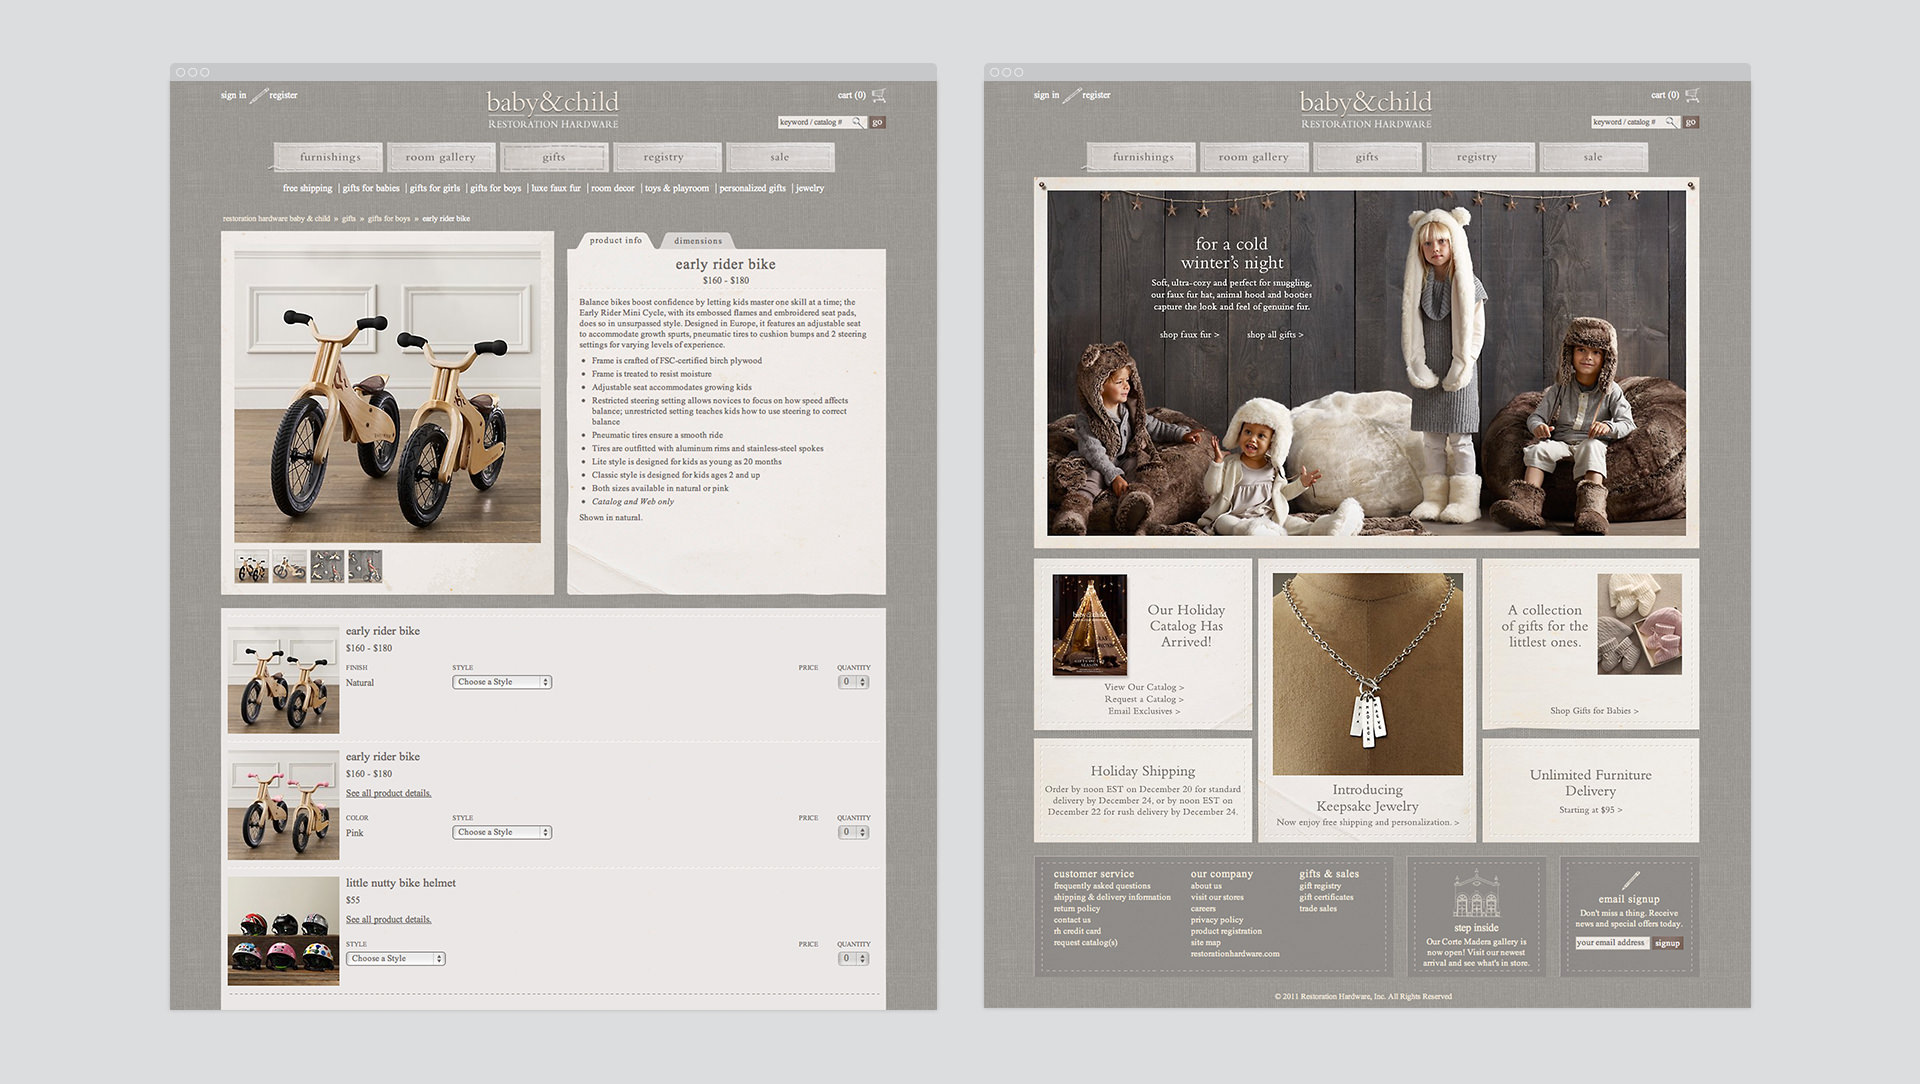 sign in
register
baby&child
RESTORATION HARDWARE
cart (0)
keyword / catalog #
go
furnishings
room gallery
gifts
registry
sale
free shipping | gifts for babies | gifts for girls | gifts for boys | luxe faux fur | room decor | toys & playroom | personalized gifts | jewelry
restoration hardware baby & child » gifts » gifts for boys » early rider bike
product info
dimensions
early rider bike
$160 - $180
Balance bikes boost confidence by letting kids master one skill at a time; the
Early Rider Mini Cycle, with its embossed flames and embroidered seat pads,
does so in unsurpassed style. Designed in Europe, it features an adjustable seat
to accommodate growth spurts, pneumatic tires to cushion bumps and 2 steering
settings for varying levels of experience.
• Frame is crafted of FSC-certified birch plywood
• Frame is treated to resist moisture
• Adjustable seat accommodates growing kids
• Restricted steering setting allows novices to focus on how speed affects
balance; unrestricted setting teaches kids how to use steering to correct
balance
• Pneumatic tires ensure a smooth ride
• Tires are outfitted with aluminum rims and stainless-steel spokes
• Lite style is designed for kids as young as 20 months
• Classic style is designed for kids ages 2 and up
• Both sizes available in natural or pink
• Catalog and Web only
Shown in natural.
early rider bike
$160 - $180
FINISH
STYLE
PRICE
QUANTITY
Natural
Choose a Style
0
early rider bike
$160 - $180
See all product details.
COLOR
STYLE
PRICE
QUANTITY
Pink
Choose a Style
0
little nutty bike helmet
$55
See all product details.
STYLE
PRICE
QUANTITY
Choose a Style
0
sign in
register
baby&child
RESTORATION HARDWARE
cart (0)
keyword / catalog #
go
furnishings
room gallery
gifts
registry
sale
for a cold
winter's night
Soft, ultra-cozy and perfect for snuggling,
our faux fur hat, animal hood and booties
capture the look and feel of genuine fur.
shop faux fur >
shop all gifts >
baby & child
Our Holiday
Catalog Has
Arrived!
View Our Catalog >
Request a Catalog >
Email Exclusives >
Holiday Shipping
Order by noon EST on December 20 for standard
delivery by December 24, or by noon EST on
December 22 for rush delivery by December 24.
MADISON
Introducing
Keepsake Jewelry
Now enjoy free shipping and personalization. >
A collection
of gifts for the
littlest ones.
Shop Gifts for Babies >
Unlimited Furniture
Delivery
Starting at $95 >
customer service
frequently asked questions
shipping & delivery information
return policy
contact us
rh credit card
request catalog(s)
our company
about us
visit our stores
careers
privacy policy
product registration
site map
restorationhardware.com
gifts & sales
gift registry
gift certificates
trade sales
step inside
Our Corte Madera gallery is
now open! Visit our newest
arrival and see what's in store.
email signup
Don't miss a thing. Receive
news and special offers today.
your email address
signup
© 2011 Restoration Hardware, Inc. All Rights Reserved